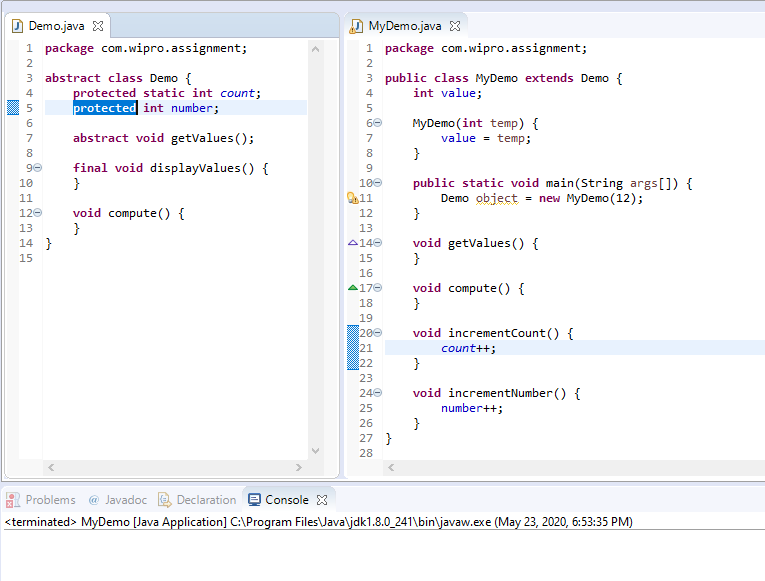 Demo.java
1 package com.wipro.assignment;
2
3 abstract class Demo {
4 protected static int count;
5 protected int number;
6
7 abstract void getValues();
8
9 final void displayValues() {
10 }
11
12 void compute() {
13 }
14 }
15
MyDemo.java
1 package com.wipro.assignment;
2
3 public class MyDemo extends Demo {
4 int value;
5
6 MyDemo(int temp) {
7 value = temp;
8 }
9
10 public static void main(String args[]) {
11 Demo object = new MyDemo(12);
12 }
13
14 void getValues() {
15 }
16
17 void compute() {
18 }
19
20 void incrementCount() {
21 count++;
22 }
23
24 void incrementNumber() {
25 number++;
26 }
27 }
28
Problems @ Javadoc Declaration Console
<terminated> MyDemo [Java Application] C:\Program Files\Java\jdk1.8.0_241\bin\javaw.exe (May 23, 2020, 6:53:35 PM)